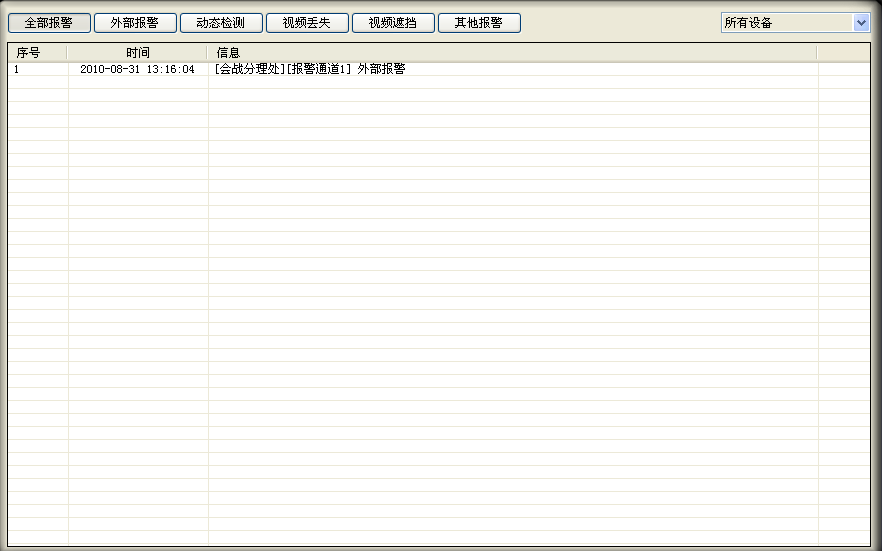 全部报警 外部报警 动态检测 视频丢失 视频遮挡 其他报警 所有设备
序号 时间 信息
1 2010-08-31 13:16:04 [会战分理处][报警通道1] 外部报警